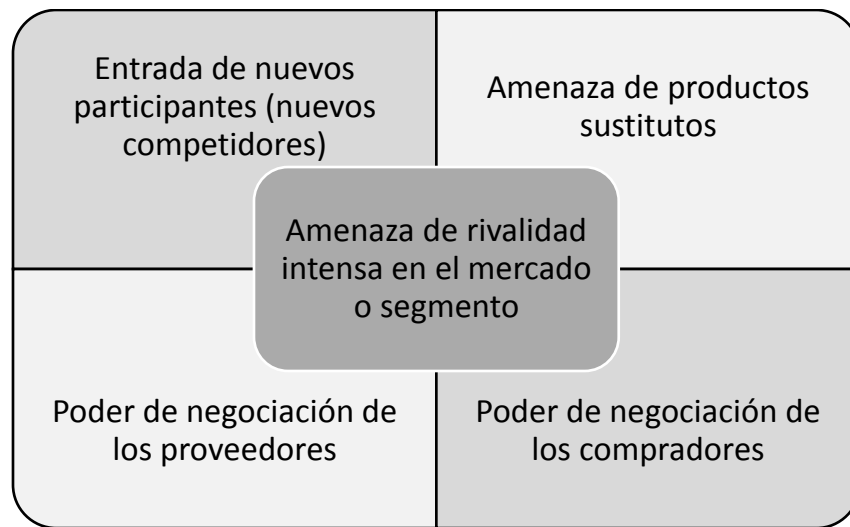 Entrada de nuevos
participantes (nuevos
competidores)
Amenaza de productos
sustitutos
Amenaza de rivalidad
intensa en el mercado
o segmento
Poder de negociación de
los proveedores
Poder de negociación de
los compradores